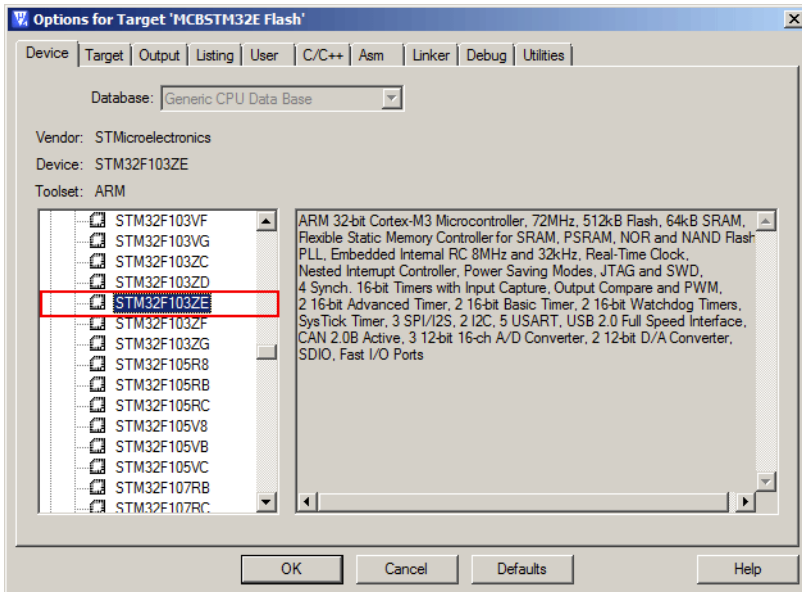 Options for Target 'MCBSTM32E Flash'
Device Target Output Listing User C/C++ Asm Linker Debug Utilities
Database: Generic CPU Data Base
Vendor: STMicroelectronics
Device: STM32F103ZE
Toolset: ARM
STM32F103VF
STM32F103VG
STM32F103ZC
STM32F103ZD
STM32F103ZE
STM32F103ZF
STM32F103ZG
STM32F105R8
STM32F105RB
STM32F105RC
STM32F105V8
STM32F105VB
STM32F105VC
STM32F107RB
STM32F107RC
ARM 32-bit Cortex-M3 Microcontroller, 72MHz, 512kB Flash, 64kB SRAM,
Flexible Static Memory Controller for SRAM, PSRAM, NOR and NAND Flash
PLL, Embedded Internal RC 8MHz and 32kHz, Real-Time Clock,
Nested Interrupt Controller, Power Saving Modes, JTAG and SWD,
4 Synch. 16-bit Timers with Input Capture, Output Compare and PWM,
2 16-bit Advanced Timer, 2 16-bit Basic Timer, 2 16-bit Watchdog Timers,
SysTick Timer, 3 SPI/I2S, 2 I2C, 5 USART, USB 2.0 Full Speed Interface,
CAN 2.0B Active, 3 12-bit 16-ch A/D Converter, 2 12-bit D/A Converter,
SDIO, Fast I/O Ports
OK Cancel Defaults Help